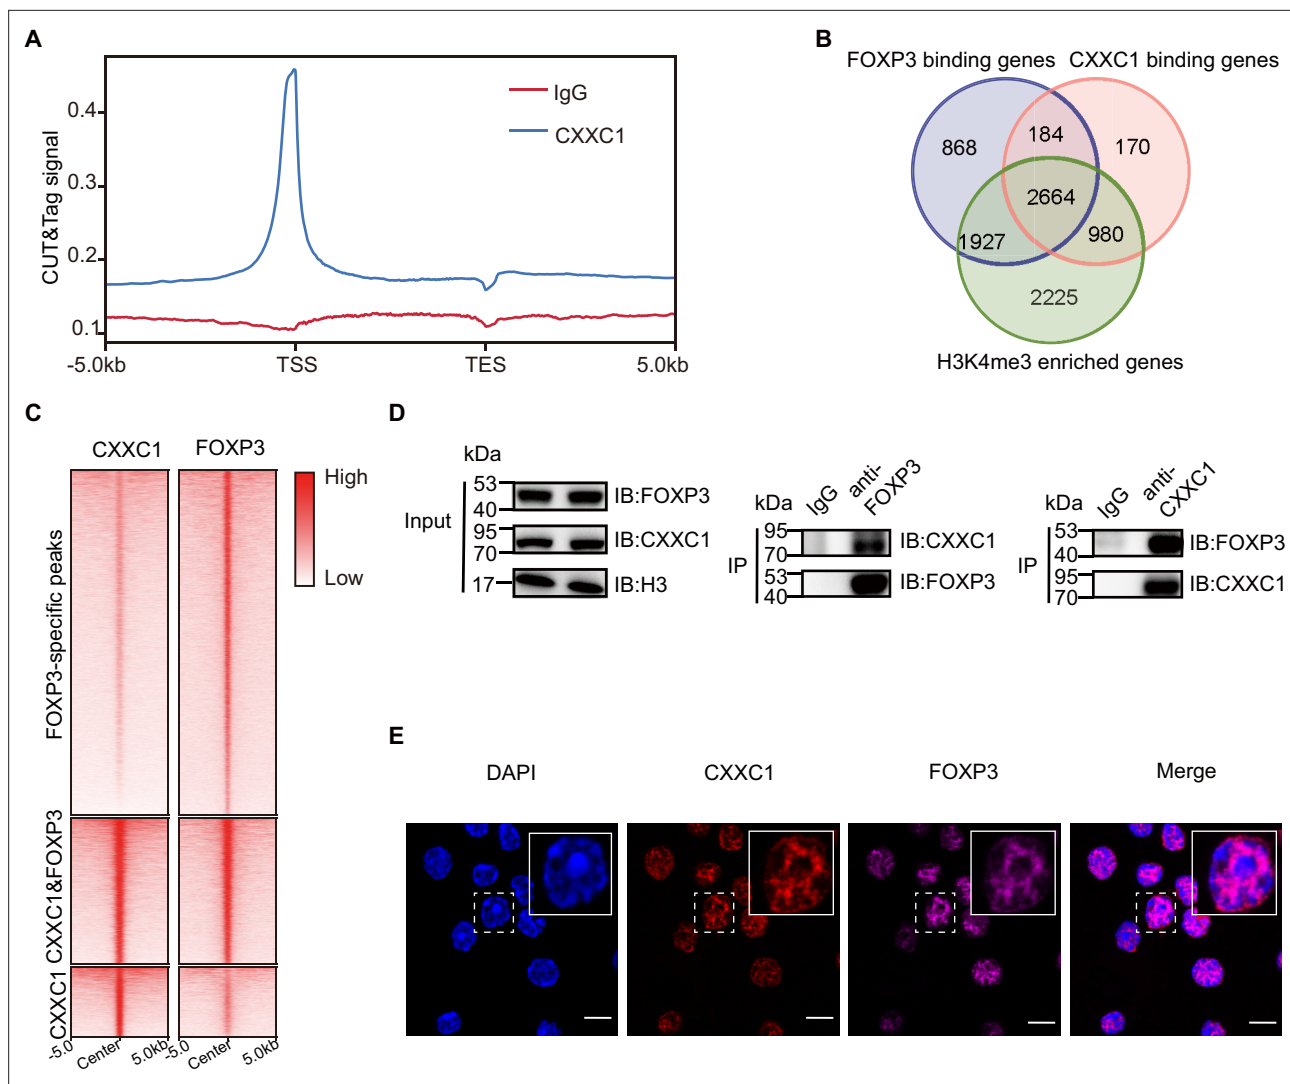 A
CUT&Tag signal
0.4
0.3
0.2
0.1
IgG
CXXC1
-5.0kb
TSS
TES
5.0kb
B
FOXP3 binding genes
CXXC1 binding genes
868
184
170
2664
1927
980
2225
H3K4me3 enriched genes
C
CXXC1
FOXP3
High
Low
FOXP3-specific peaks
CXXC1&FOXP3
CXXC1
-5.0
Center
5.0kb
-5.0
Center
5.0kb
D
kDa
Input
53
40
IB:FOXP3
95
70
IB:CXXC1
17
IB:H3
kDa
IgG
anti-
FOXP3
IP
95
70
IB:CXXC1
53
40
IB:FOXP3
kDa
IgG
anti-
CXXC1
IP
53
40
IB:FOXP3
95
70
IB:CXXC1
E
DAPI
CXXC1
FOXP3
Merge